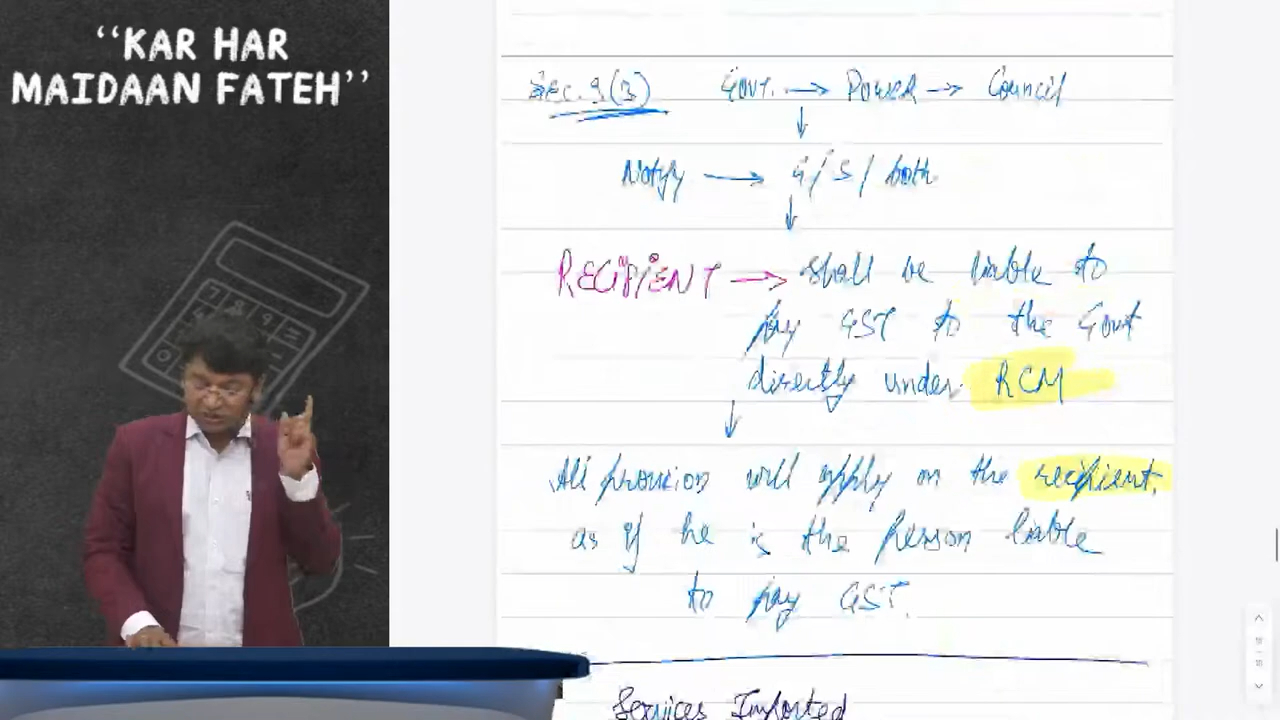 “KAR HAR
MAIDAAN FATEH”
Sec. 9(3) Govt. → Power → Council
↓
Notify → G/S/both
↓
RECIPIENT → shall be liable to
pay GST to the Govt
directly under RCM
↓
All provision will apply on the recipient,
as if he is the person liable
to pay GST.
Services Imported